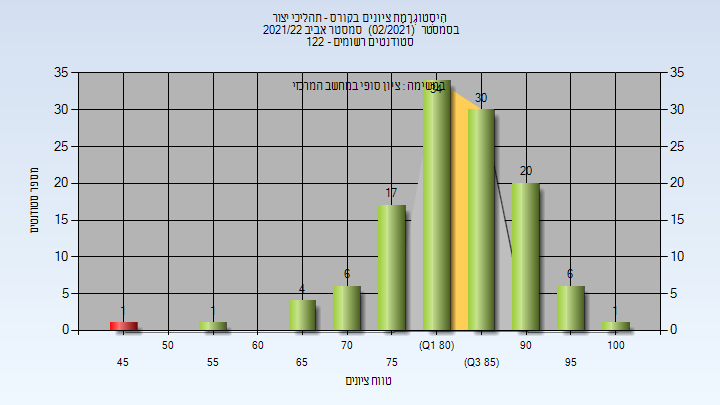 היסטוגרמת ציונים בקורס - תהליכי יצור
בסמסטר (02/2021) סמסטר אביב 2021/22
סטודנטים רשומים - 122
במשימה : ציון סופי במחשב המרכזי
מספר סטודנטים
35 35
30 30
25 25
20 20
15 15
10 10
5 5
0 0
1 1 4 6 17 34 30 20 6 1
50 60 70 (Q1 80) 90 100
45 55 65 75 (Q3 85) 95
טווח ציונים